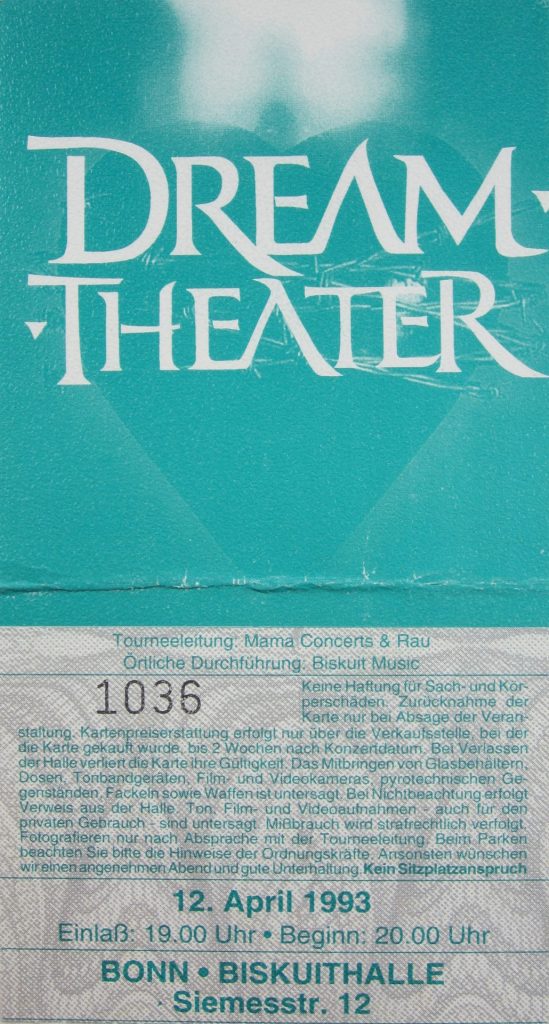 DREAM
THEATER
Tourneeleitung: Mama Concerts & Rau
Örtliche Durchführung: Biskuit Music
1036
Keine Haftung für Sach- und Kör-
perschäden. Zurücknahme der
Karte nur bei Absage der Veran-
staltung. Kartenpreiserstattung erfolgt nur über die Verkaufsstelle, bei der
die Karte gekauft wurde, bis 2 Wochen nach Konzertdatum. Bei Verlassen
der Halle verliert die Karte ihre Gültigkeit. Das Mitbringen von Glasbehältern,
Dosen, Tonbandgeräten, Film- und Videokameras, pyrotechnischen Ge-
genständen, Fackeln sowie Waffen ist untersagt. Bei Nichtbeachtung erfolgt
Verweis aus der Halle. Ton, Film- und Videoaufnahmen - auch für den
privaten Gebrauch - sind untersagt. Mißbrauch wird strafrechtlich verfolgt.
Fotografieren nur nach Absprache mit der Tourneeleitung. Beim Parken
beachten Sie bitte die Hinweise der Ordnungskräfte. Ansonsten wünschen
wir einen angenehmen Abend und gute Unterhaltung. Kein Sitzplatzanspruch
12. April 1993
Einlaß: 19.00 Uhr • Beginn: 20.00 Uhr
BONN • BISKUITHALLE
Siemesstr. 12